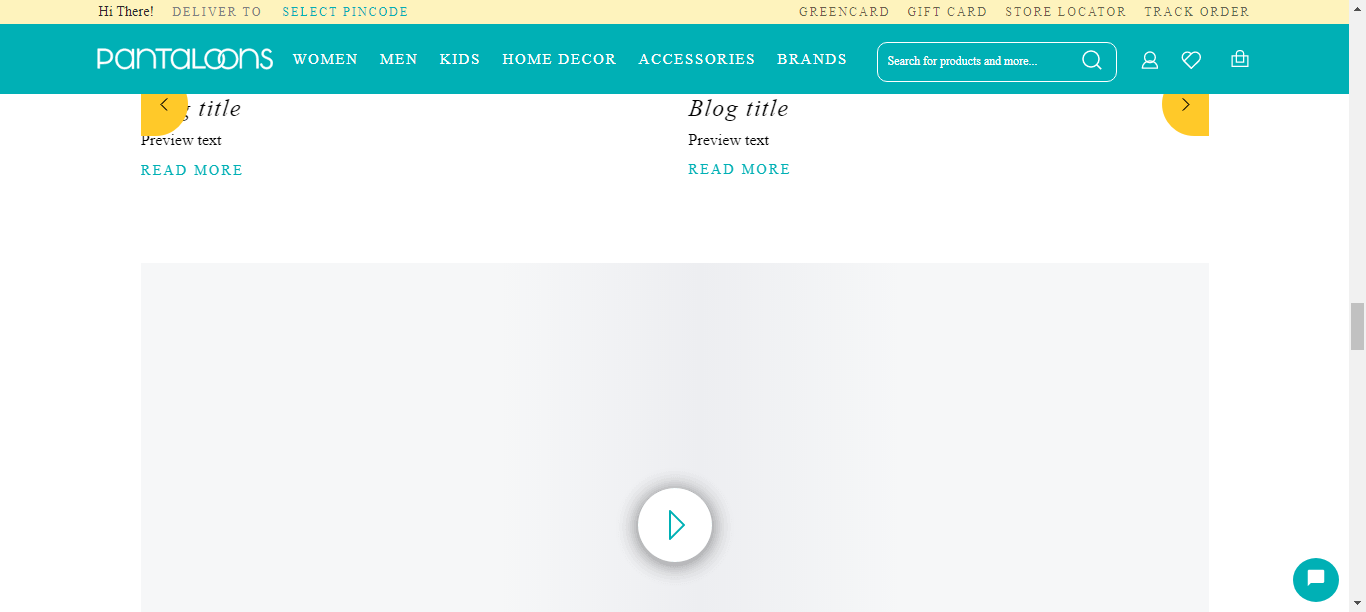 Hi There! DELIVER TO SELECT PINCODE GREENCARD GIFT CARD STORE LOCATOR TRACK ORDER
PANTALOONS WOMEN MEN KIDS HOME DECOR ACCESSORIES BRANDS Search for products and more...
title Blog title
Preview text Preview text
READ MORE READ MORE